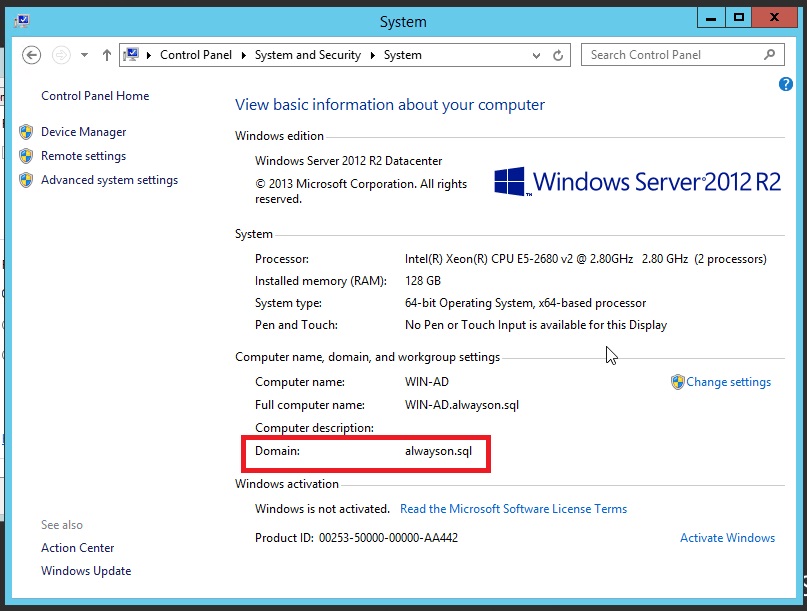 System
Control Panel
System and Security
System
Search Control Panel
Control Panel Home
View basic information about your computer
Device Manager
Windows edition
Remote settings
Windows Server 2012 R2 Datacenter
Advanced system settings
© 2013 Microsoft Corporation. All rights
reserved.
Windows Server 2012 R2
System
Processor: Intel(R) Xeon(R) CPU E5-2680 v2 @ 2.80GHz 2.80 GHz (2 processors)
Installed memory (RAM): 128 GB
System type: 64-bit Operating System, x64-based processor
Pen and Touch: No Pen or Touch Input is available for this Display
Computer name, domain, and workgroup settings
Computer name: WIN-AD
Change settings
Full computer name: WIN-AD.alwayson.sql
Computer description:
Domain: alwayson.sql
Windows activation
Windows is not activated. Read the Microsoft Software License Terms
Product ID: 00253-50000-00000-AA442
Activate Windows
See also
Action Center
Windows Update